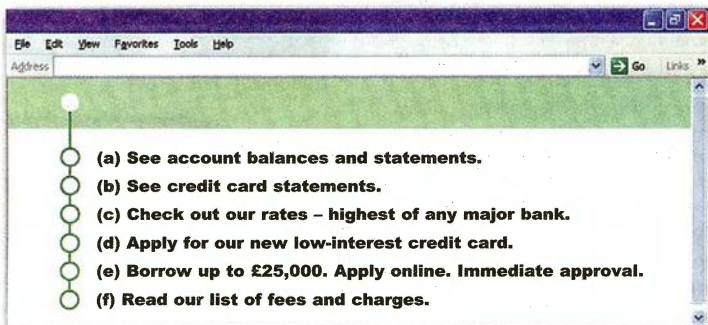 File Edit View Favorites Tools Help
Address Go Links »
(a) See account balances and statements.
(b) See credit card statements.
(c) Check out our rates – highest of any major bank.
(d) Apply for our new low-interest credit card.
(e) Borrow up to £25,000. Apply online. Immediate approval.
(f) Read our list of fees and charges.